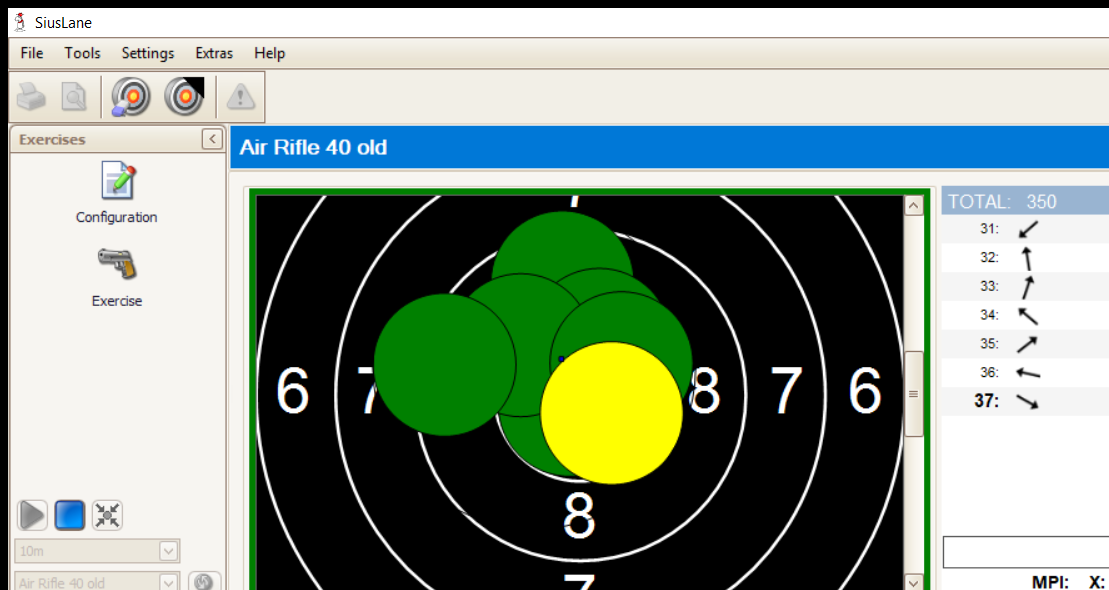 SiusLane
File Tools Settings Extras Help
Exercises
Air Rifle 40 old
Configuration
Exercise
TOTAL: 350
31:
32:
33:
34:
35:
36:
37:
7
6 7 8 7 6
8
7
10m
Air Rifle 40 old
MPI: X: